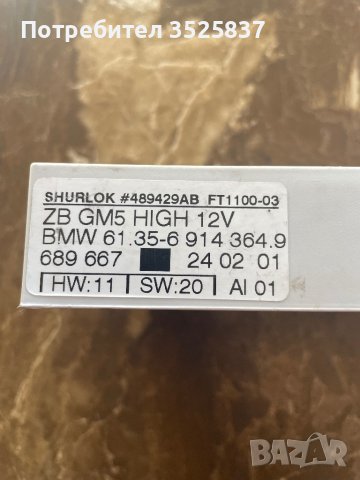 Потребител 3525837
SHURLOK #489429AB FT1100-03
ZB GM5 HIGH 12V
BMW 61.35-6 914 364.9
689 667 24 02 01
HW:11 SW:20 AI 01
BAZAR